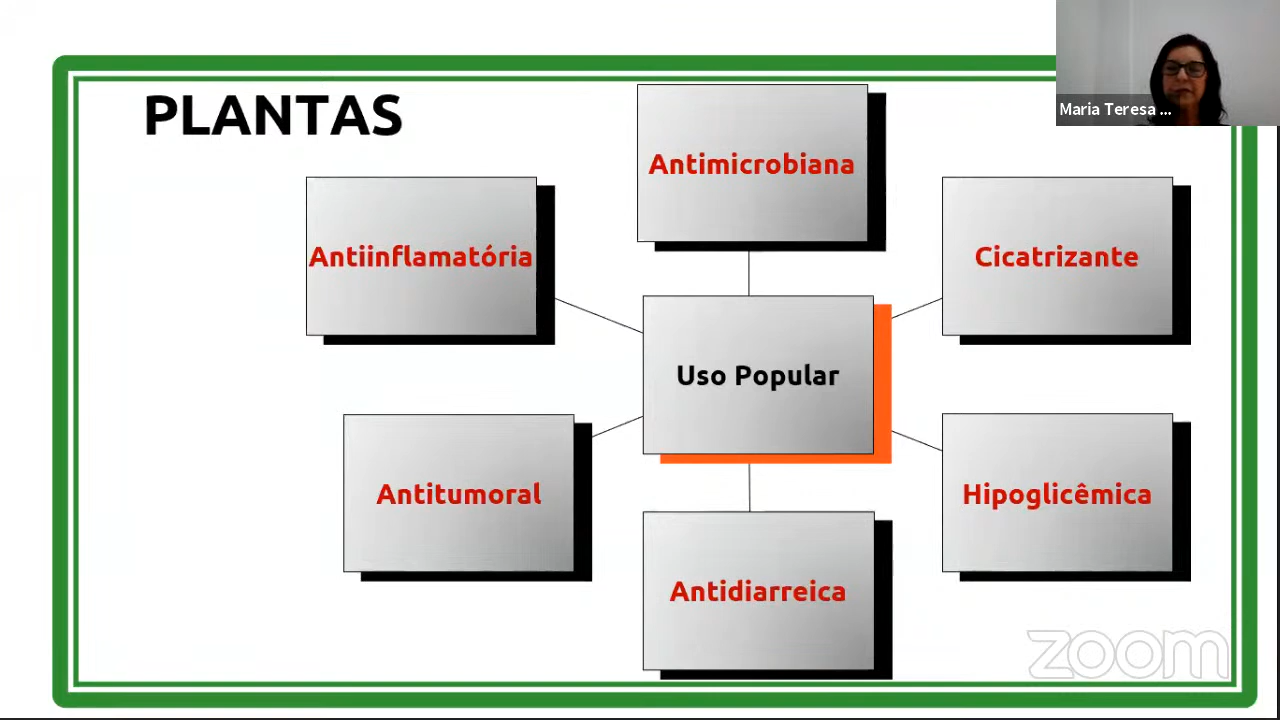 PLANTAS
Maria Teresa ...
Antimicrobiana
Antiinflamatória
Cicatrizante
Uso Popular
Antitumoral
Hipoglicêmica
Antidiarreica
zoom